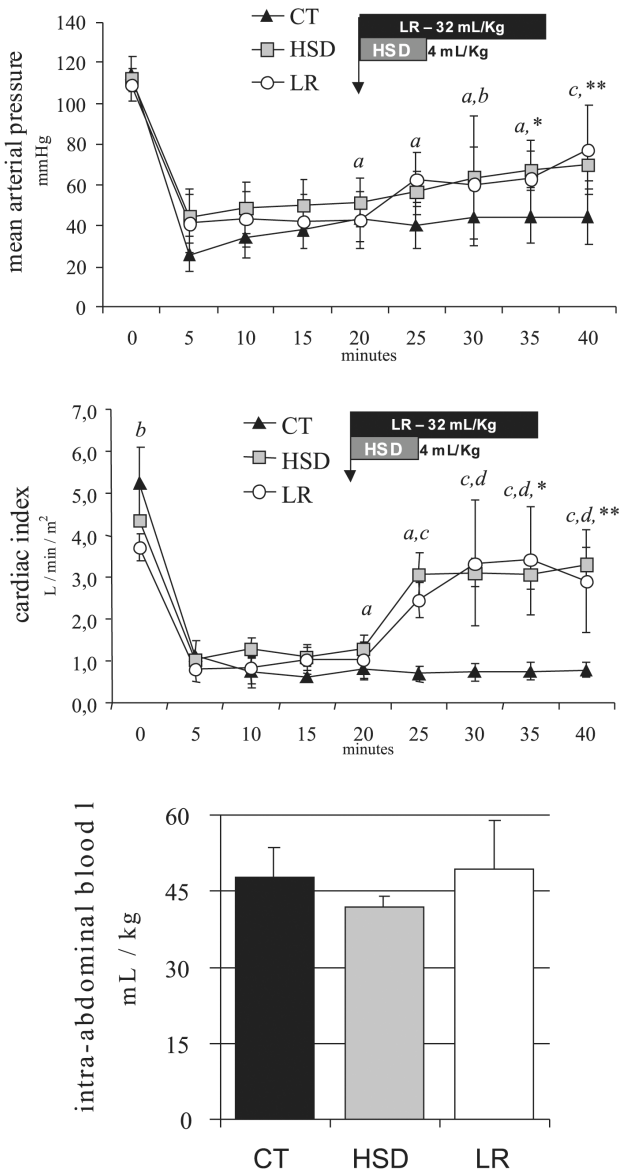 mean arterial pressure
mmHg
140
120
100
80
60
40
20
0
CT
HSD
LR
LR – 32 mL/Kg
HSD 4 mL/Kg
a
a
a,b
a,*
c,**
0 5 10 15 20 25 30 35 40
minutes
cardiac index
L / min / m²
7,0
6,0
5,0
4,0
3,0
2,0
1,0
0,0
CT
HSD
LR
LR – 32 mL/Kg
HSD 4 mL/Kg
b
a
a,c
c,d
c,d,*
c,d,**
0 5 10 15 20 25 30 35 40
minutes
intra-abdominal blood l
mL / kg
60
45
30
15
0
CT HSD LR